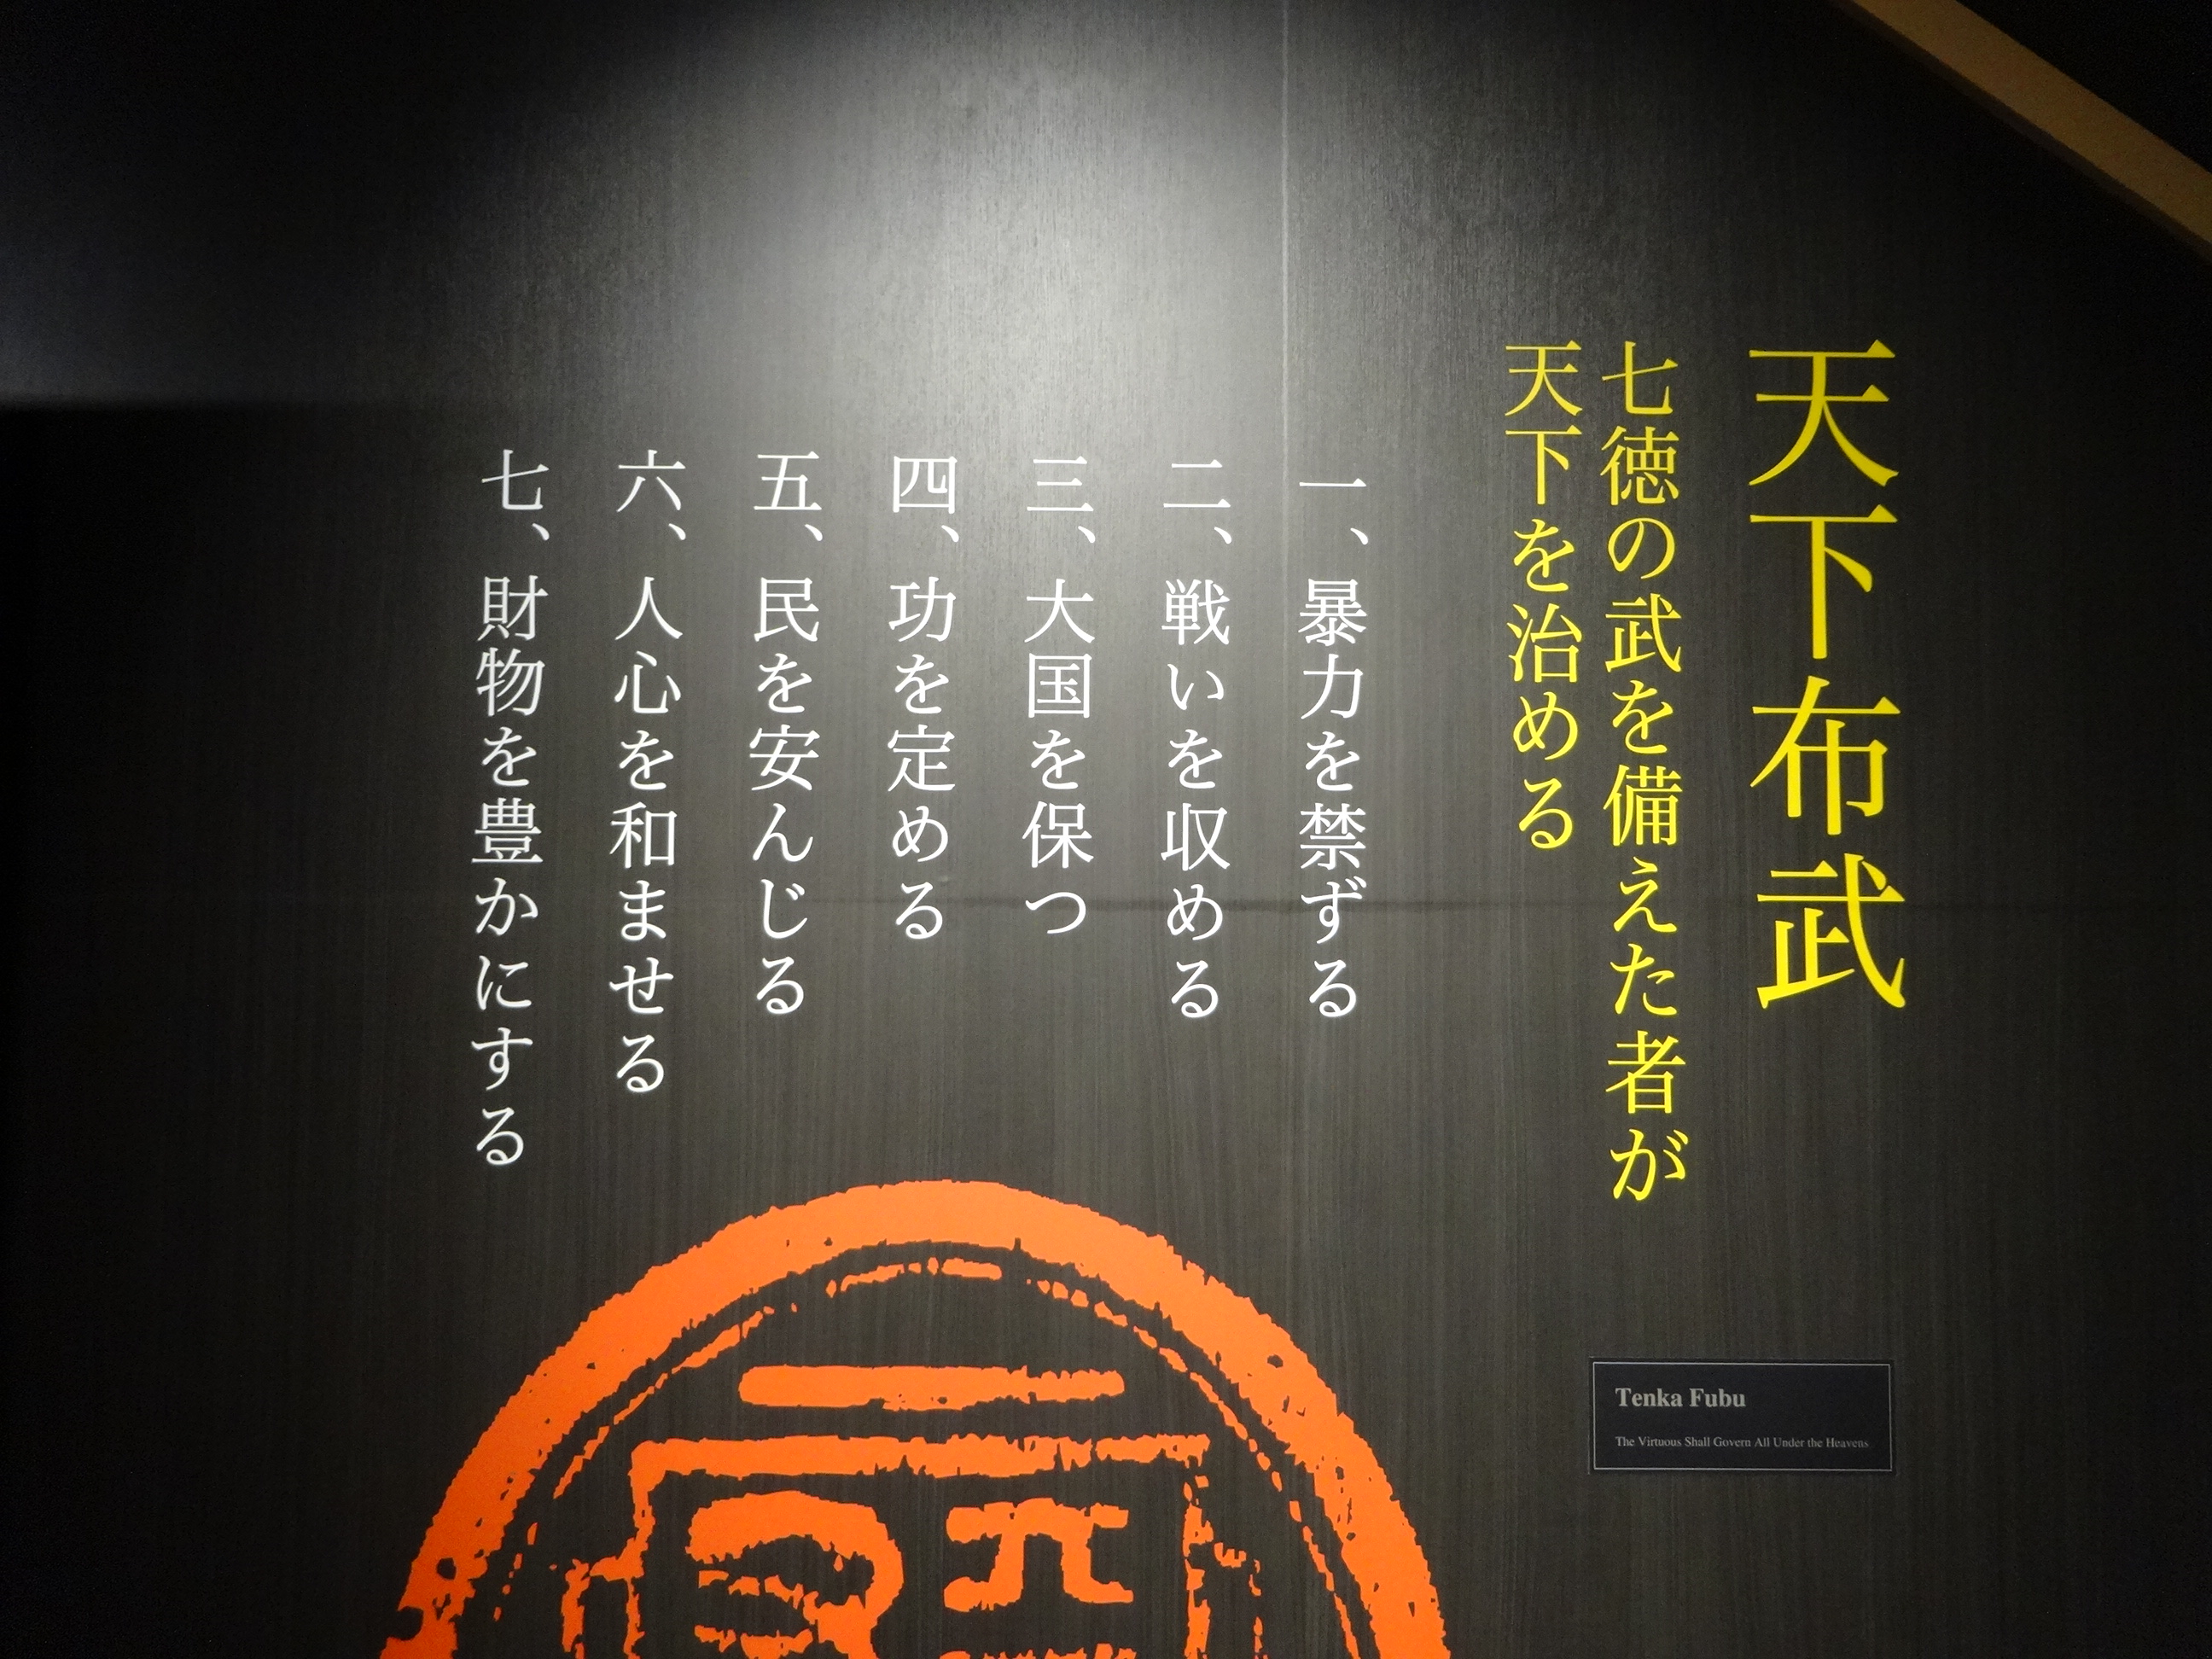 天下布武
七徳の武を備えた者が
天下を治める
一、暴力を禁ずる
二、戦いを収める
三、大国を保つ
四、功を定める
五、民を安んじる
六、人心を和ませる
七、財物を豊かにする
Tenka Fubu
The Virtuous Shall Govern All Under the Heavens